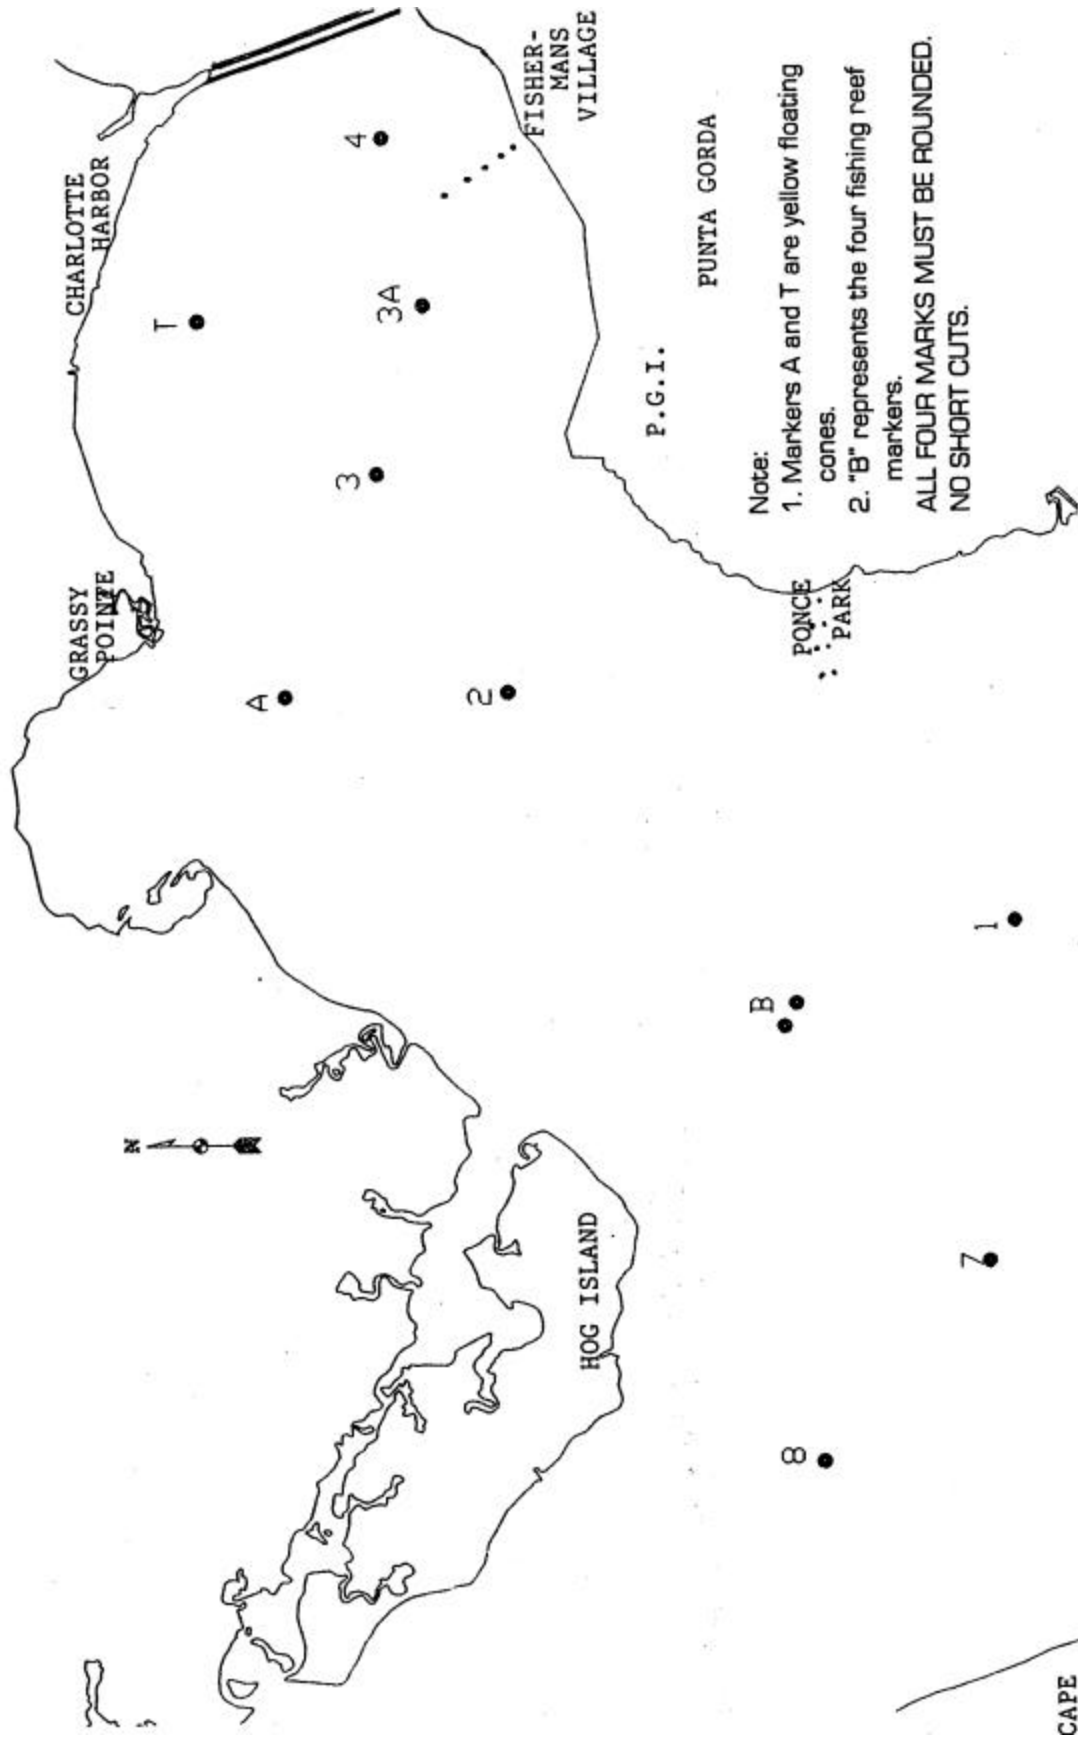 CHARLOTTE
HARBOR
GRASSY
POINTE
FISHER-
MANS
VILLAGE
T
4
3A
3
A
2
PUNTA GORDA
P.G.I.
PONCE
PARK
Note:
1. Markers A and T are yellow floating
cones.
2. "B" represents the four fishing reef
markers.
ALL FOUR MARKS MUST BE ROUNDED.
NO SHORT CUTS.
N
B
1
HOG ISLAND
7
8
CAPE